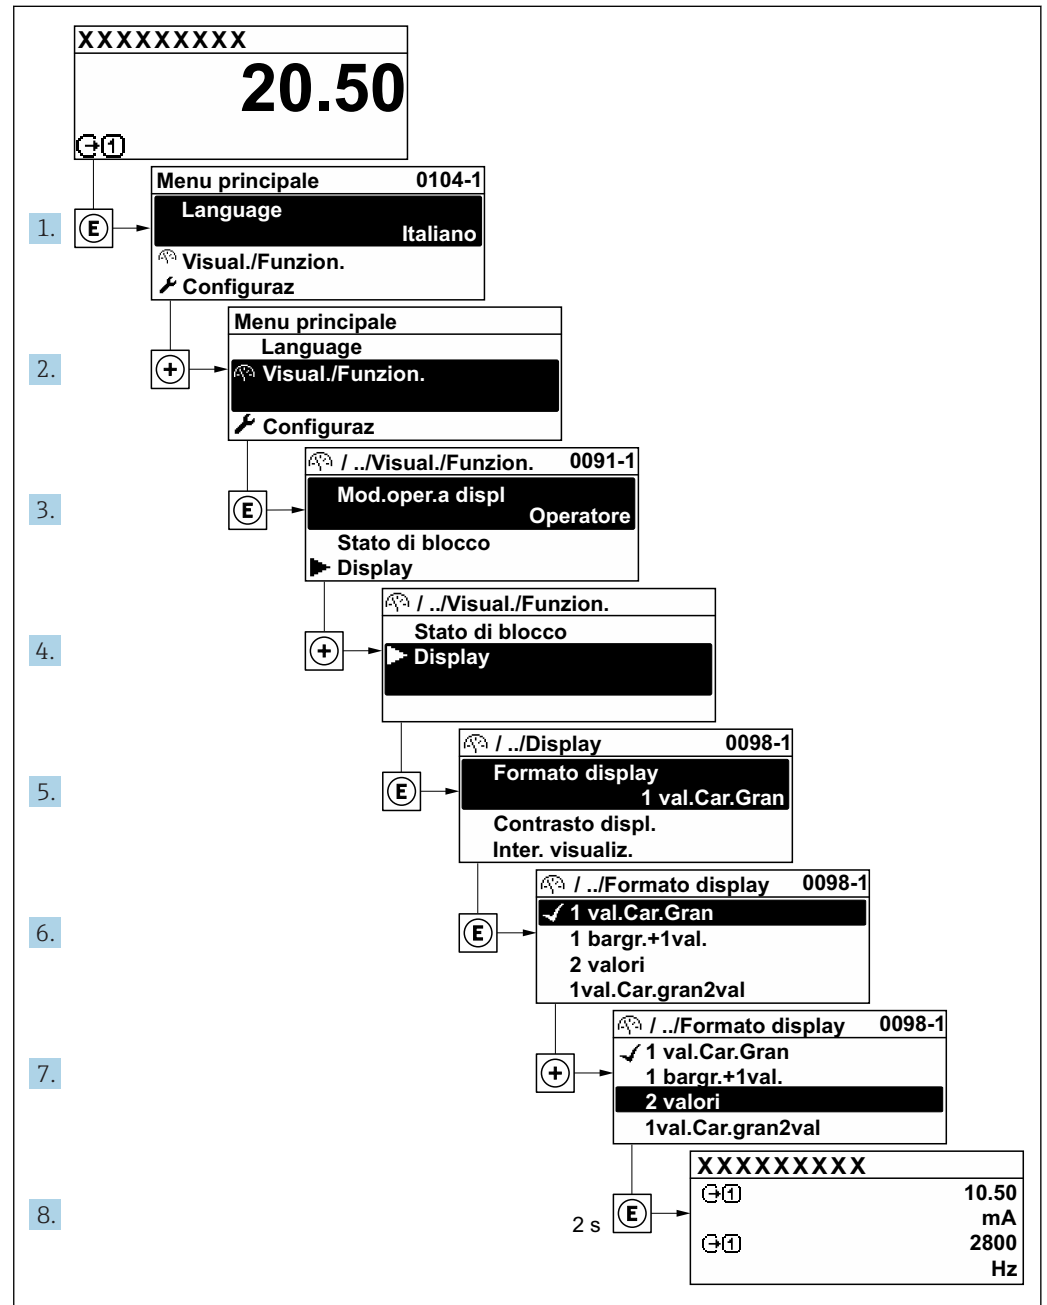 XXXXXXXXX
20.50
1
1.
E
Menu principale 0104-1
Language
Italiano
Visual./Funzion.
Configuraz
2.
+
Menu principale
Language
Visual./Funzion.
Configuraz
3.
E
/ ../Visual./Funzion. 0091-1
Mod.oper.a displ
Operatore
Stato di blocco
Display
4.
+
/ ../Visual./Funzion.
Stato di blocco
Display
5.
E
/ ../Display 0098-1
Formato display
1 val.Car.Gran
Contrasto displ.
Inter. visualiz.
6.
E
/ ../Formato display 0098-1
1 val.Car.Gran
1 bargr.+1val.
2 valori
1val.Car.gran2val
7.
+
/ ../Formato display 0098-1
1 val.Car.Gran
1 bargr.+1val.
2 valori
1val.Car.gran2val
8.
2 s
E
XXXXXXXXX
1 10.50
mA
1 2800
Hz